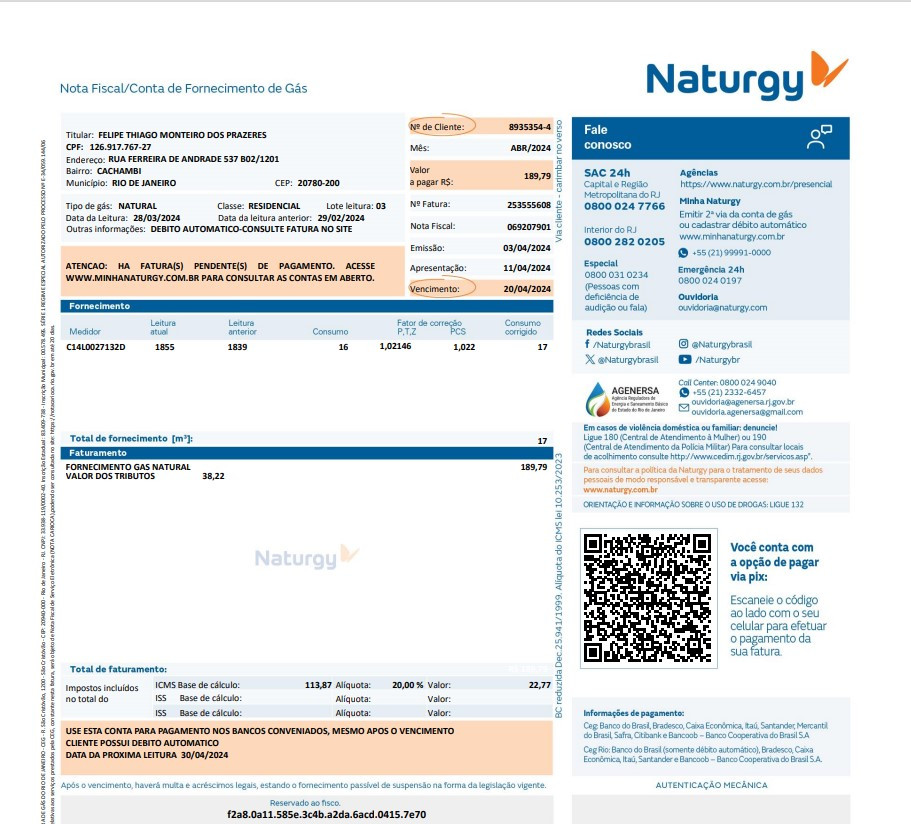 Nota Fiscal/Conta de Fornecimento de Gás
Naturgy
Titular: FELIPE THIAGO MONTEIRO DOS PRAZERES
CPF: 126.917.767-27
Endereço: RUA FERREIRA DE ANDRADE 537 B02/1201
Bairro: CACHAMBI
Município: RIO DE JANEIRO CEP: 20780-200
Tipo de gás: NATURAL Classe: RESIDENCIAL Lote leitura: 03
Data da Leitura: 28/03/2024 Data da leitura anterior: 29/02/2024
Outras informações: DEBITO AUTOMATICO-CONSULTE FATURA NO SITE
ATENCAO: HA FATURA(S) PENDENTE(S) DE PAGAMENTO. ACESSE
WWW.MINHANATURGY.COM.BR PARA CONSULTAR AS CONTAS EM ABERTO.
Nº de Cliente: 8935354-4
Mês: ABR/2024
Valor
a pagar R$: 189,79
Nº Fatura: 253555608
Nota Fiscal: 069207901
Emissão: 03/04/2024
Apresentação: 11/04/2024
Vencimento: 20/04/2024
Via cliente - carimbar no verso
Fornecimento
Medidor Leitura atual Leitura anterior Consumo Fator de correção P,T,Z PCS Consumo corrigido
C14L0027132D 1855 1839 16 1,02146 1,022 17
Total de fornecimento [m³]: 17
Faturamento
FORNECIMENTO GAS NATURAL 189,79
VALOR DOS TRIBUTOS 38,22
Naturgy
Total de faturamento:
Impostos incluídos
no total do
ICMS Base de cálculo: 113,87 Alíquota: 20,00 % Valor: 22,77
ISS Base de cálculo: Alíquota: Valor:
ISS Base de cálculo: Alíquota: Valor:
BC reduzida Dec.25.941/1999. Alíquota do ICMS lei 10.253/2023
USE ESTA CONTA PARA PAGAMENTO NOS BANCOS CONVENIADOS, MESMO APOS O VENCIMENTO
CLIENTE POSSUI DEBITO AUTOMATICO
DATA DA PROXIMA LEITURA 30/04/2024
Após o vencimento, haverá multa e acréscimos legais, estando o fornecimento passível de suspensão na forma da legislação vigente.
Reservado ao fisco.
f2a8.0a11.585e.3c4b.a2da.6acd.0415.7e70
Fale
conosco
SAC 24h
Capital e Região
Metropolitana do RJ
0800 024 7766
Interior do RJ
0800 282 0205
Especial
0800 031 0234
(Pessoas com
deficiência de
audição ou fala)
Agências
https://www.naturgy.com.br/presencial
Minha Naturgy
Emitir 2ª via da conta de gás
ou cadastrar débito automático
www.minhanaturgy.com.br
+55 (21) 99991-0000
Emergência 24h
0800 024 0197
Ouvidoria
ouvidoria@naturgy.com
Redes Sociais
/Naturgybrasil
@Naturgybrasil
@Naturgybrasil
/Naturgybr
AGENERSA
Agência Reguladora de
Energia e Saneamento Básico
do Estado do Rio de Janeiro
Call Center: 0800 024 9040
+55 (21) 2332-6457
ouvidoria@agenersa.rj.gov.br
ouvidoria.agenersa@gmail.com
Em casos de violência doméstica ou familiar: denuncie!
Ligue 180 (Central de Atendimento à Mulher) ou 190
(Central de Atendimento da Polícia Militar) Para consultar locais
de acolhimento consulte http://www.cedim.rj.gov.br/servicos.asp".
Para consultar a política da Naturgy para o tratamento de seus dados
pessoais de modo responsável e transparente acesse:
www.naturgy.com.br
ORIENTAÇÃO E INFORMAÇÃO SOBRE O USO DE DROGAS: LIGUE 132
Você conta com
a opção de pagar
via pix:
Escaneie o código
ao lado com o seu
celular para efetuar
o pagamento da
sua fatura.
Informações de pagamento:
Ceg: Banco do Brasil, Bradesco, Caixa Econômica, Itaú, Santander, Mercantil
do Brasil, Safra, Citibank e Bancoob – Banco Cooperativo do Brasil S.A
Ceg Rio: Banco do Brasil (somente débito automático), Bradesco, Caixa
Econômica, Itaú, Santander e Bancoob – Banco Cooperativo do Brasil S.A.
AUTENTICAÇÃO MECÂNICA